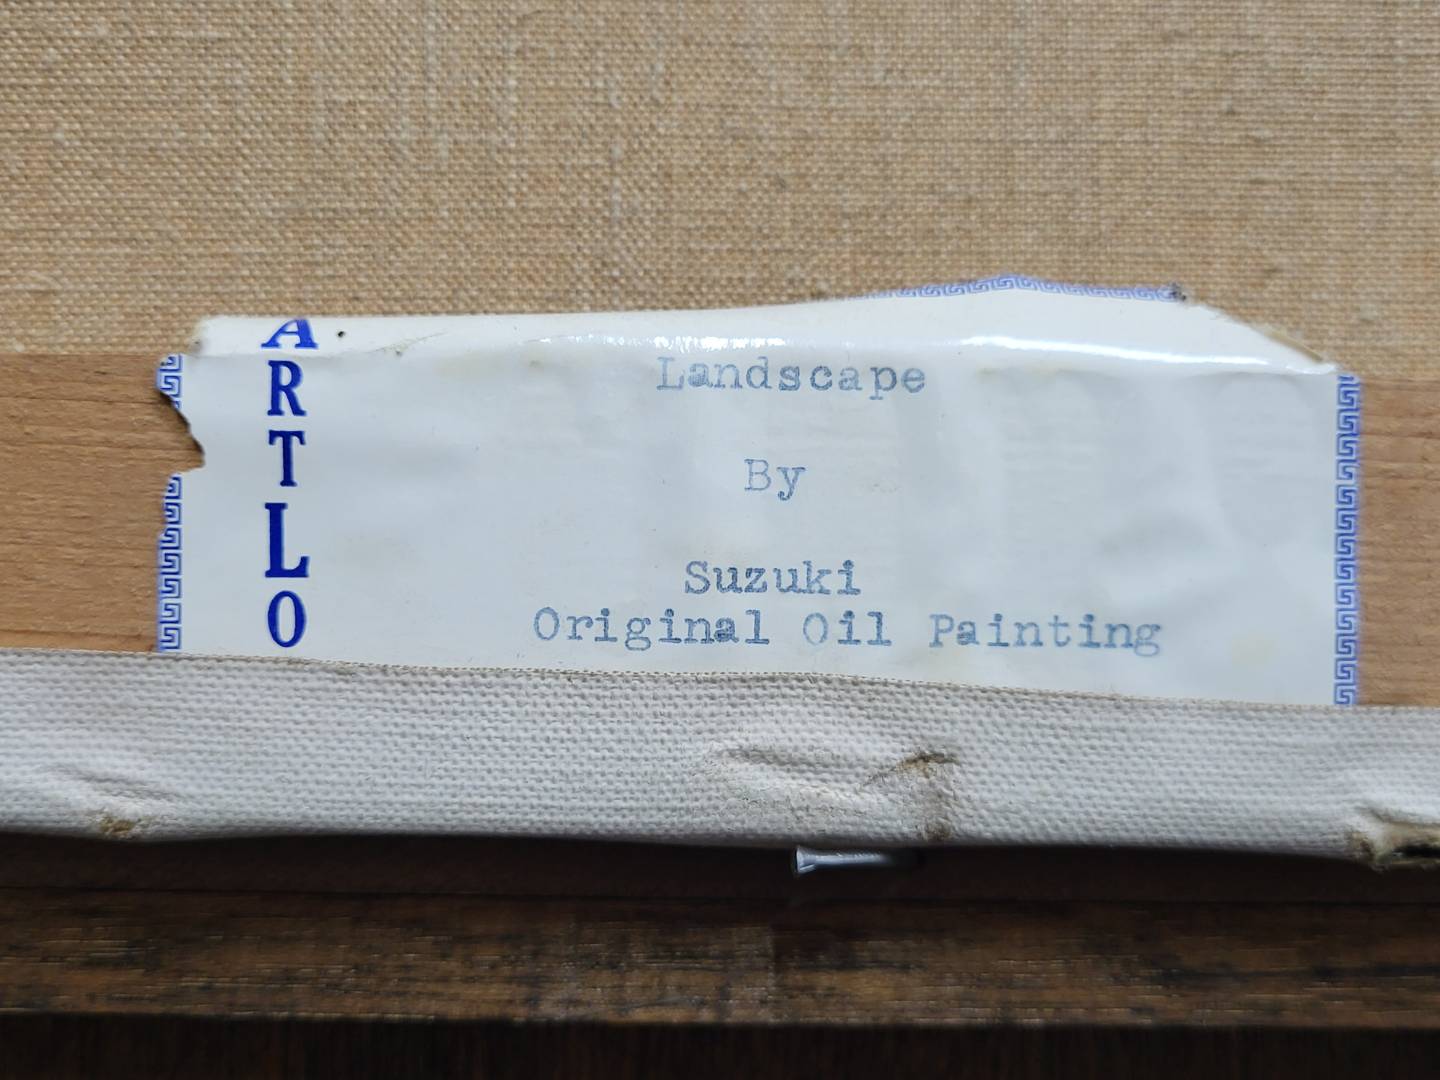 ARTLO
Landscape
By
Suzuki
Original Oil Painting